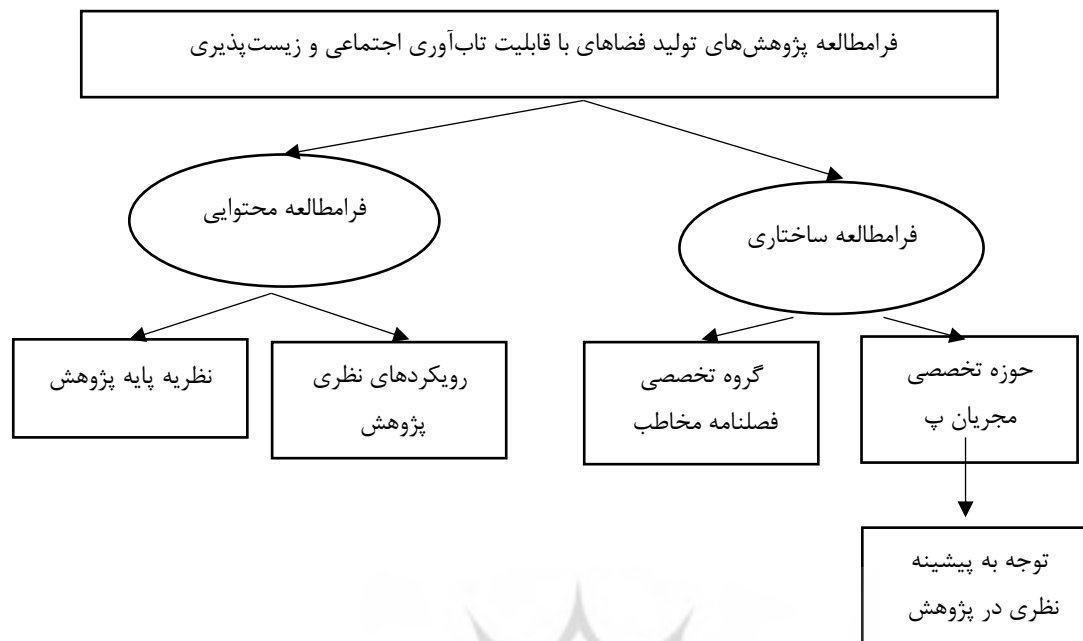 فرامطالعه پژوهش‌های تولید فضاهای با قابلیت تاب‌آوری اجتماعی و زیست‌پذیری
فرامطالعه ساختاری
فرامطالعه محتوایی
حوزه تخصصی
مجریان پ
گروه تخصصی
فصلنامه مخاطب
رویکردهای نظری
پژوهش
نظریه پایه پژوهش
توجه به پیشینه
نظری در پژوهش